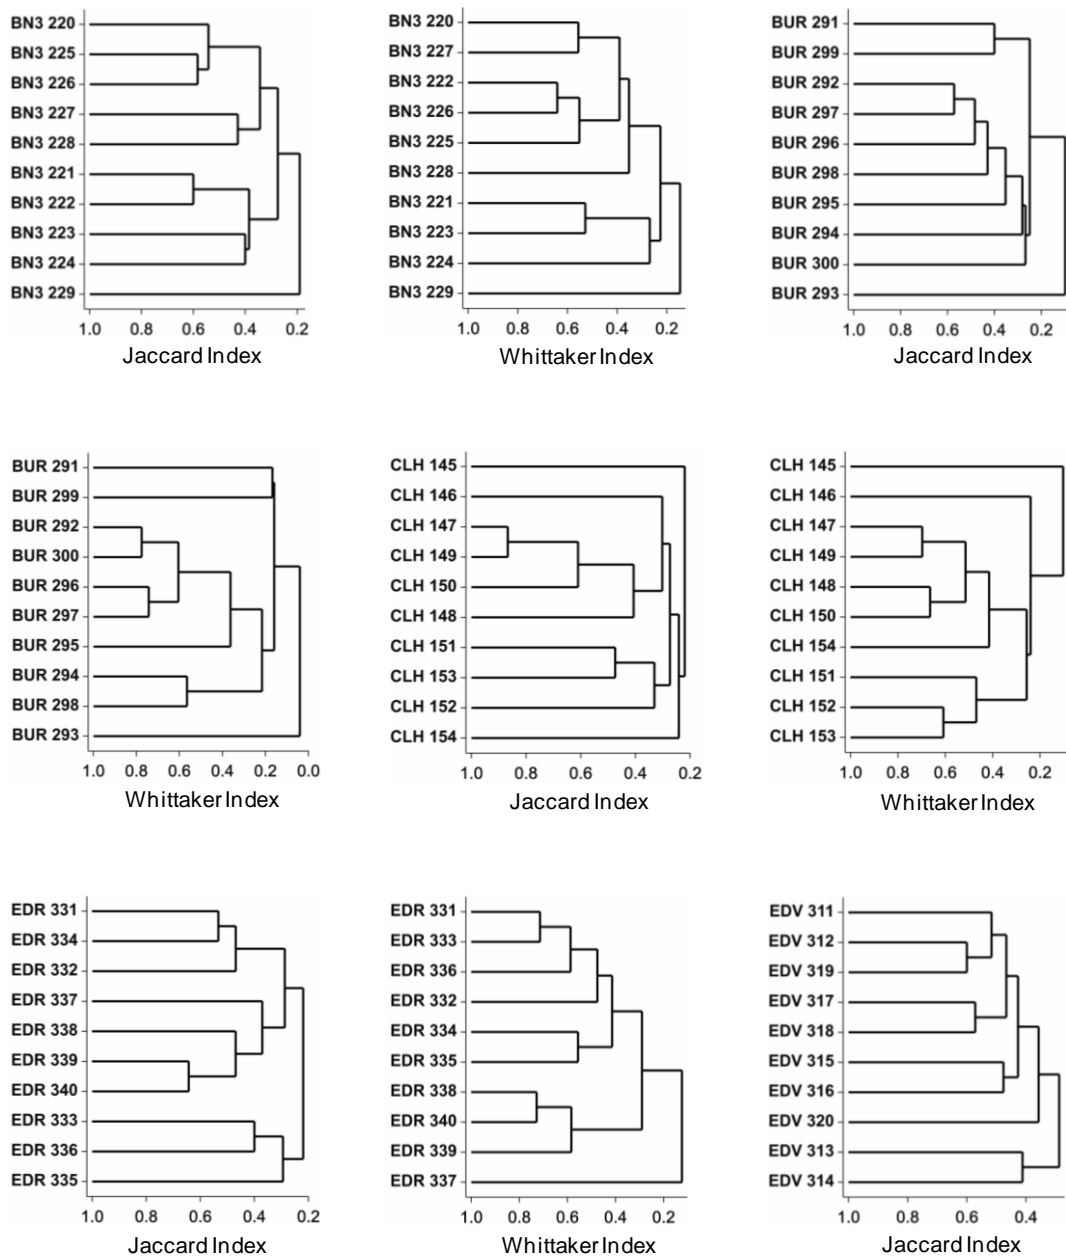 BN3 220
BN3 225
BN3 226
BN3 227
BN3 228
BN3 221
BN3 222
BN3 223
BN3 224
BN3 229
1.0 0.8 0.6 0.4 0.2
Jaccard Index
BN3 220
BN3 227
BN3 222
BN3 226
BN3 225
BN3 228
BN3 221
BN3 223
BN3 224
BN3 229
1.0 0.8 0.6 0.4 0.2
Whittaker Index
BUR 291
BUR 299
BUR 292
BUR 297
BUR 296
BUR 298
BUR 295
BUR 294
BUR 300
BUR 293
1.0 0.8 0.6 0.4 0.2
Jaccard Index
BUR 291
BUR 299
BUR 292
BUR 300
BUR 296
BUR 297
BUR 295
BUR 294
BUR 298
BUR 293
1.0 0.8 0.6 0.4 0.2 0.0
Whittaker Index
CLH 145
CLH 146
CLH 147
CLH 149
CLH 150
CLH 148
CLH 151
CLH 153
CLH 152
CLH 154
1.0 0.8 0.6 0.4 0.2
Jaccard Index
CLH 145
CLH 146
CLH 147
CLH 149
CLH 148
CLH 150
CLH 154
CLH 151
CLH 152
CLH 153
1.0 0.8 0.6 0.4 0.2
Whittaker Index
EDR 331
EDR 334
EDR 332
EDR 337
EDR 338
EDR 339
EDR 340
EDR 333
EDR 336
EDR 335
1.0 0.8 0.6 0.4 0.2
Jaccard Index
EDR 331
EDR 333
EDR 336
EDR 332
EDR 334
EDR 335
EDR 338
EDR 340
EDR 339
EDR 337
1.0 0.8 0.6 0.4 0.2
Whittaker Index
EDV 311
EDV 312
EDV 319
EDV 317
EDV 318
EDV 315
EDV 316
EDV 320
EDV 313
EDV 314
1.0 0.8 0.6 0.4
Jaccard Index